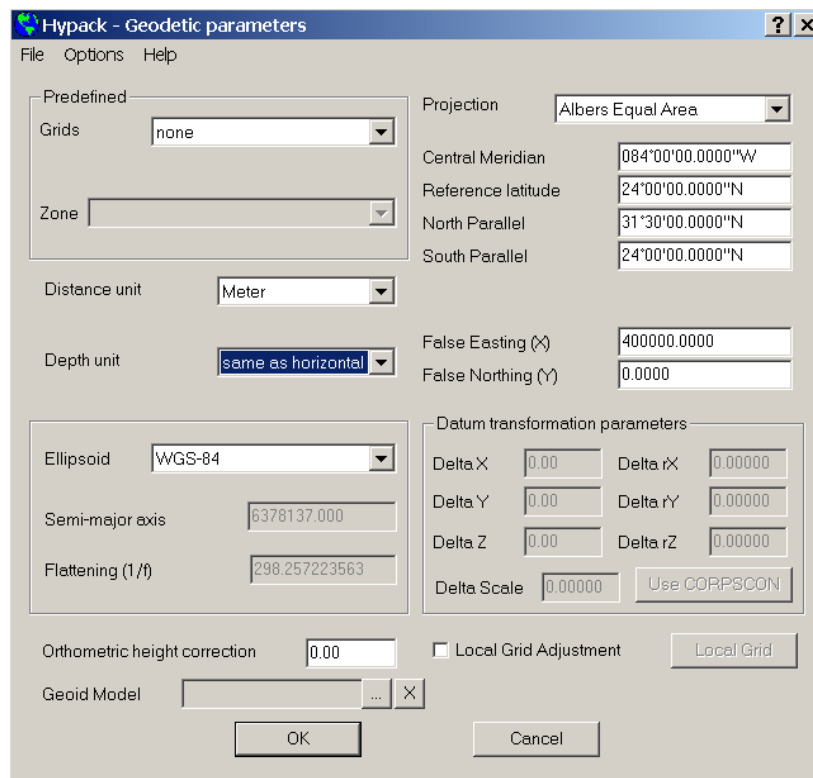 Hypack - Geodetic parameters
File Options Help
Predefined
Grids none
Zone
Distance unit Meter
Depth unit same as horizontal
Projection Albers Equal Area
Central Meridian 084°00'00.0000"W
Reference latitude 24°00'00.0000"N
North Parallel 31°30'00.0000"N
South Parallel 24°00'00.0000"N
False Easting (X) 400000.0000
False Northing (Y) 0.0000
Ellipsoid WGS-84
Semi-major axis 6378137.000
Flattening (1/f) 298.257223563
Datum transformation parameters
Delta X 0.00 Delta rX 0.00000
Delta Y 0.00 Delta rY 0.00000
Delta Z 0.00 Delta rZ 0.00000
Delta Scale 0.00000 Use CORPSCON
Orthometric height correction 0.00
Local Grid Adjustment Local Grid
Geoid Model ... X
OK Cancel